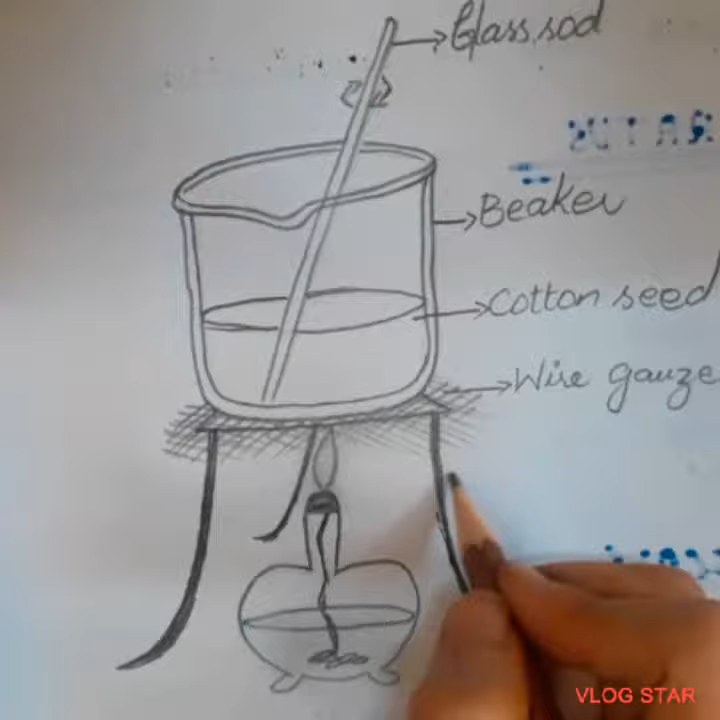 Glass sod
Beaker
Cotton seed
Wire gauze
VLOG STAR